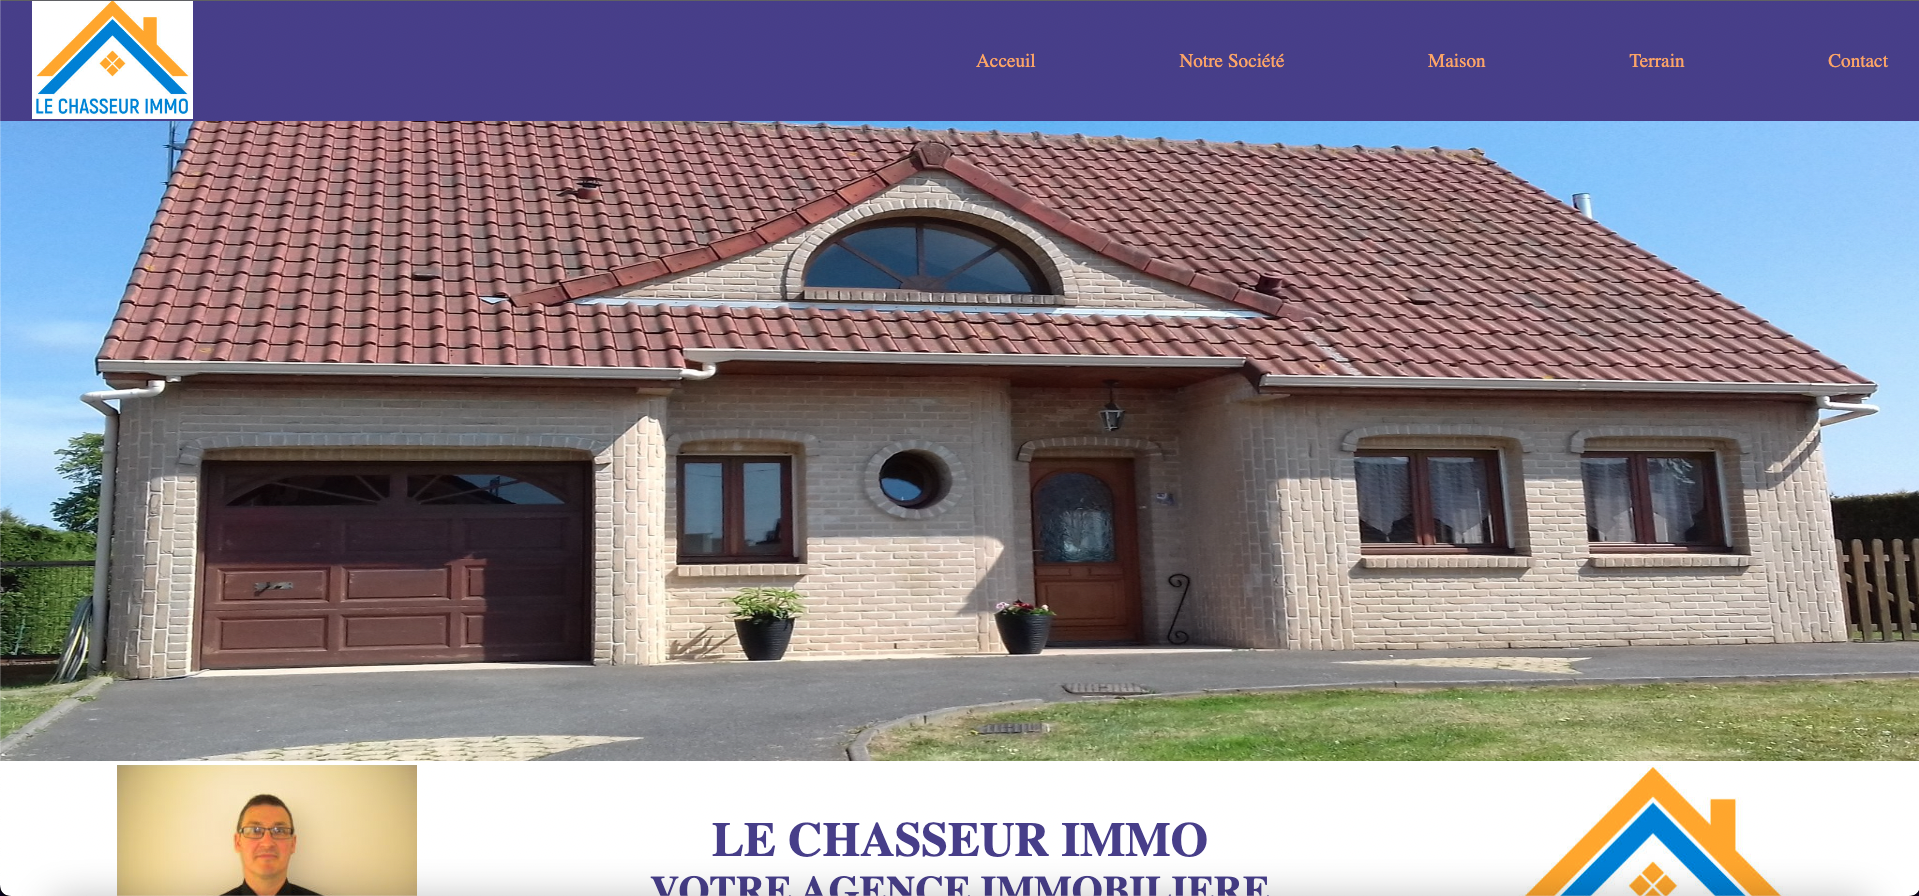 LE CHASSEUR IMMO
Acceuil Notre Société Maison Terrain Contact
LE CHASSEUR IMMO
VOTRE AGENCE IMMOBILIERE